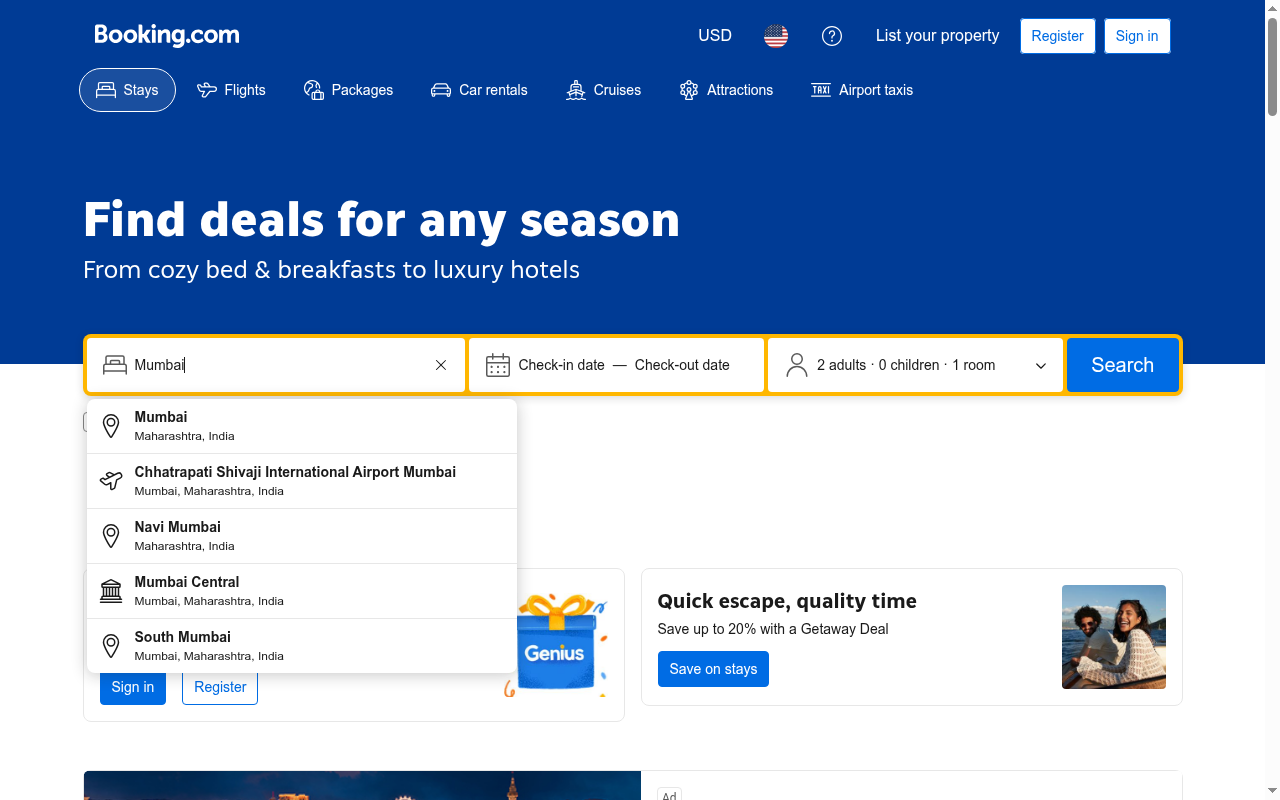 Booking.com
USD
List your property
Register
Sign in
Stays
Flights
Packages
Car rentals
Cruises
Attractions
TAXI
Airport taxis
Find deals for any season
From cozy bed & breakfasts to luxury hotels
Mumbai
Check-in date — Check-out date
2 adults · 0 children · 1 room
Search
Mumbai
Maharashtra, India
Chhatrapati Shivaji International Airport Mumbai
Mumbai, Maharashtra, India
Navi Mumbai
Maharashtra, India
Mumbai Central
Mumbai, Maharashtra, India
South Mumbai
Mumbai, Maharashtra, India
Sign in
Register
Genius
Quick escape, quality time
Save up to 20% with a Getaway Deal
Save on stays
Ad